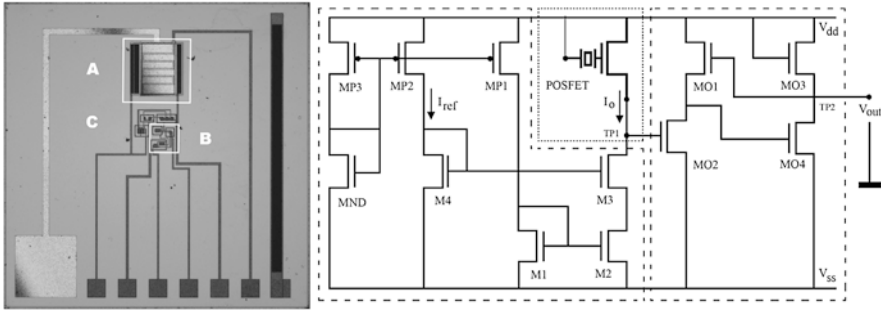 A
C
B
MP3
MP2
MP1
POSFET
I_ref
I_o
TP1
MND
M4
M3
M1
M2
MO1
MO2
MO3
MO4
V_dd
TP2
V_out
V_ss